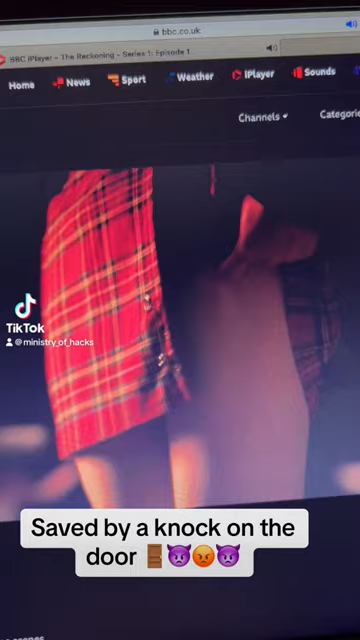 bbc.co.uk
BBC iPlayer - The Reckoning - Series 1: Episode 1...
Home News Sport Weather iPlayer Sounds
Channels Categorie
TikTok
@ministry_of_hacks
Saved by a knock on the
door 🚪👿😡👿